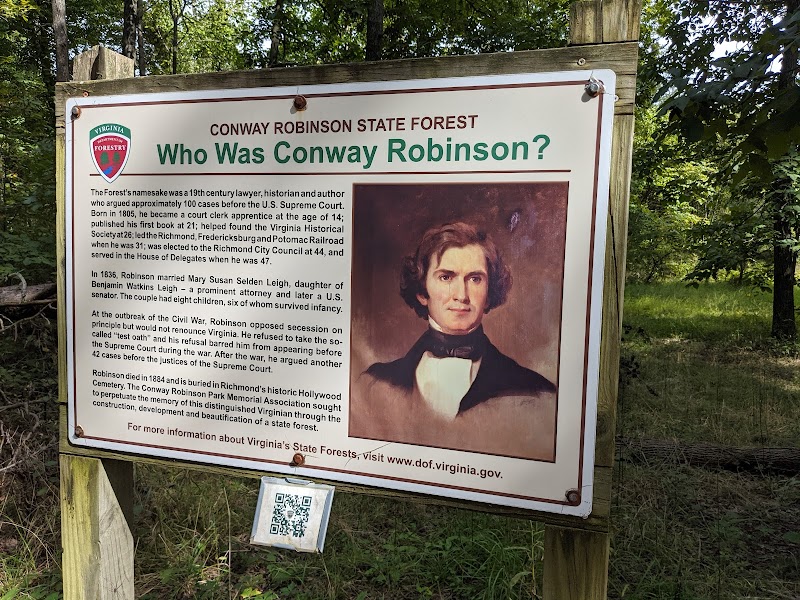 VIRGINIA
DEPARTMENT OF
FORESTRY
CONWAY ROBINSON STATE FOREST
Who Was Conway Robinson?
The Forest's namesake was a 19th century lawyer, historian and author
who argued approximately 100 cases before the U.S. Supreme Court.
Born in 1805, he became a court clerk apprentice at the age of 14;
published his first book at 21; helped found the Virginia Historical
Society at 26; led the Richmond, Fredericksburg and Potomac Railroad
when he was 31; was elected to the Richmond City Council at 44, and
served in the House of Delegates when he was 47.
In 1836, Robinson married Mary Susan Selden Leigh, daughter of
Benjamin Watkins Leigh – a prominent attorney and later a U.S.
senator. The couple had eight children, six of whom survived infancy.
At the outbreak of the Civil War, Robinson opposed secession on
principle but would not renounce Virginia. He refused to take the so-
called "test oath" and his refusal barred him from appearing before
the Supreme Court during the war. After the war, he argued another
42 cases before the justices of the Supreme Court.
Robinson died in 1884 and is buried in Richmond's historic Hollywood
Cemetery. The Conway Robinson Park Memorial Association sought
to perpetuate the memory of this distinguished Virginian through the
construction, development and beautification of a state forest.
For more information about Virginia's State Forests, visit www.dof.virginia.gov.